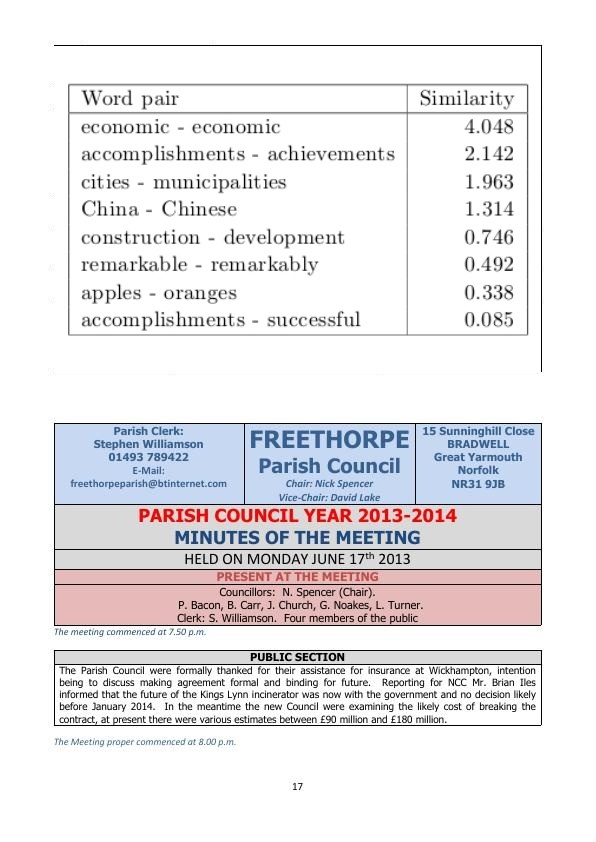 Word pair Similarity
economic - economic 4.048
accomplishments - achievements 2.142
cities - municipalities 1.963
China - Chinese 1.314
construction - development 0.746
remarkable - remarkably 0.492
apples - oranges 0.338
accomplishments - successful 0.085
Parish Clerk:
Stephen Williamson
01493 789422
E-Mail:
freethorpeparish@btinternet.com
FREETHORPE
Parish Council
Chair: Nick Spencer
Vice-Chair: David Lake
15 Sunninghill Close
BRADWELL
Great Yarmouth
Norfolk
NR31 9JB
PARISH COUNCIL YEAR 2013-2014
MINUTES OF THE MEETING
HELD ON MONDAY JUNE 17th 2013
PRESENT AT THE MEETING
Councillors: N. Spencer (Chair).
P. Bacon, B. Carr, J. Church, G. Noakes, L. Turner.
Clerk: S. Williamson. Four members of the public
The meeting commenced at 7.50 p.m.
PUBLIC SECTION
The Parish Council were formally thanked for their assistance for insurance at Wickhampton, intention
being to discuss making agreement formal and binding for future. Reporting for NCC Mr. Brian Iles
informed that the future of the Kings Lynn incinerator was now with the government and no decision likely
before January 2014. In the meantime the new Council were examining the likely cost of breaking the
contract, at present there were various estimates between £90 million and £180 million.
The Meeting proper commenced at 8.00 p.m.
17